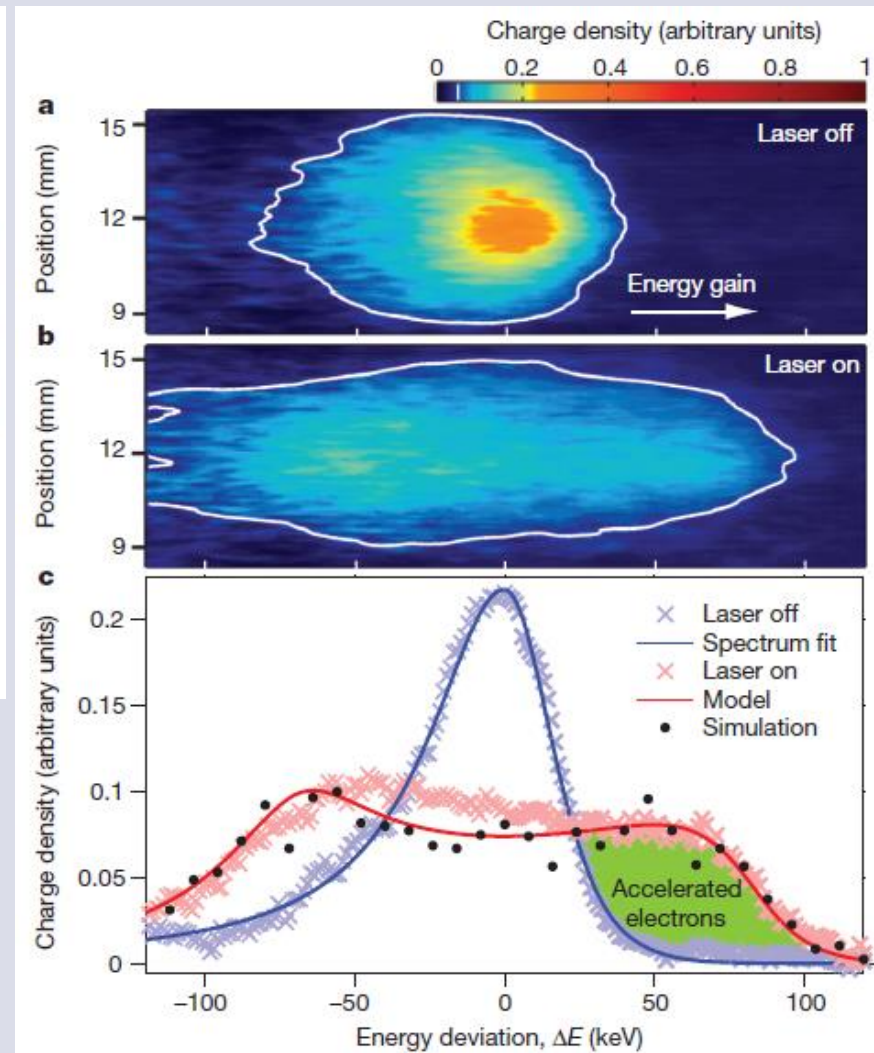 Charge density (arbitrary units)
0 0.2 0.4 0.6 0.8 1
a
Laser off
Position (mm)
15
12
9
Energy gain
b
Laser on
Position (mm)
15
12
9
c
Charge density (arbitrary units)
0.2
0.15
0.1
0.05
0
Laser off
Spectrum fit
Laser on
Model
Simulation
Accelerated
electrons
−100 −50 0 50 100
Energy deviation, ΔE (keV)